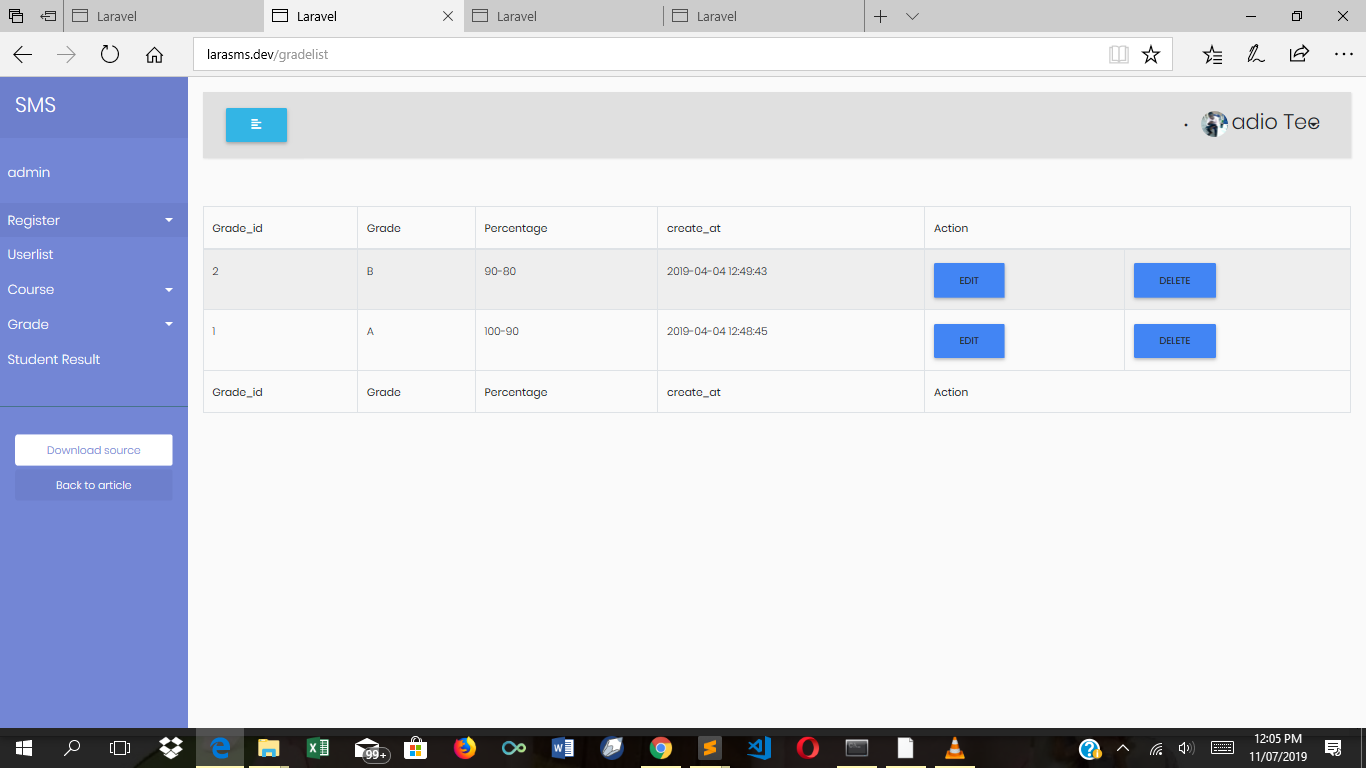 Laravel Laravel Laravel Laravel
larasms.dev/gradelist
SMS
adio Tee
admin
Register
Userlist
Course
Grade
Student Result
Download source
Back to article
Grade_id Grade Percentage create_at Action
2 B 90-80 2019-04-04 12:49:43 EDIT DELETE
1 A 100-90 2019-04-04 12:48:45 EDIT DELETE
Grade_id Grade Percentage create_at Action
99+
12:05 PM
11/07/2019